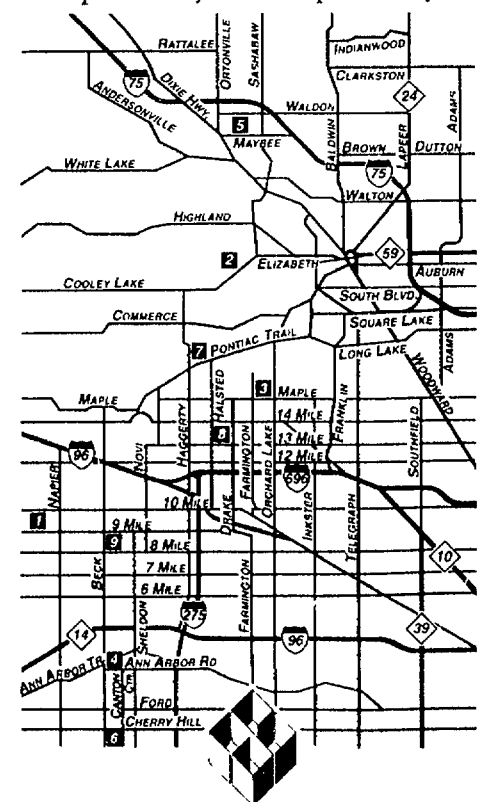 RATTALEE
ORTONVILLE
SASHABAW
INDIANWOOD
CLARKSTON
75
DIXIE HWY.
ANDERSONVILLE
24
ADAMS
WALDON
5
MAYBEE
BALDWIN
BROWN
LAPEER
DUTTON
WHITE LAKE
75
WALTON
HIGHLAND
2
ELIZABETH
59
AUBURN
COOLEY LAKE
SOUTH BLVD.
COMMERCE
SQUARE LAKE
7
PONTIAC TRAIL
LONG LAKE
WOODWARD
ADAMS
MAPLE
HALSTED
3
MAPLE
14 MILE
FRANKLIN
13 MILE
12 MILE
SOUTHFIELD
96
NAPIER
NOVI
HAGGERTY
8
FARMINGTON
ORCHARD LAKE
696
10 MILE
DRAKE
INKSTER
TELEGRAPH
1
9 MILE
9
8 MILE
10
BECK
7 MILE
6 MILE
FARMINGTON
275
SHELDON
14
96
39
ANN ARBOR TR.
4
ANN ARBOR RD
CANTON CTR.
FORD
CHERRY HILL
6